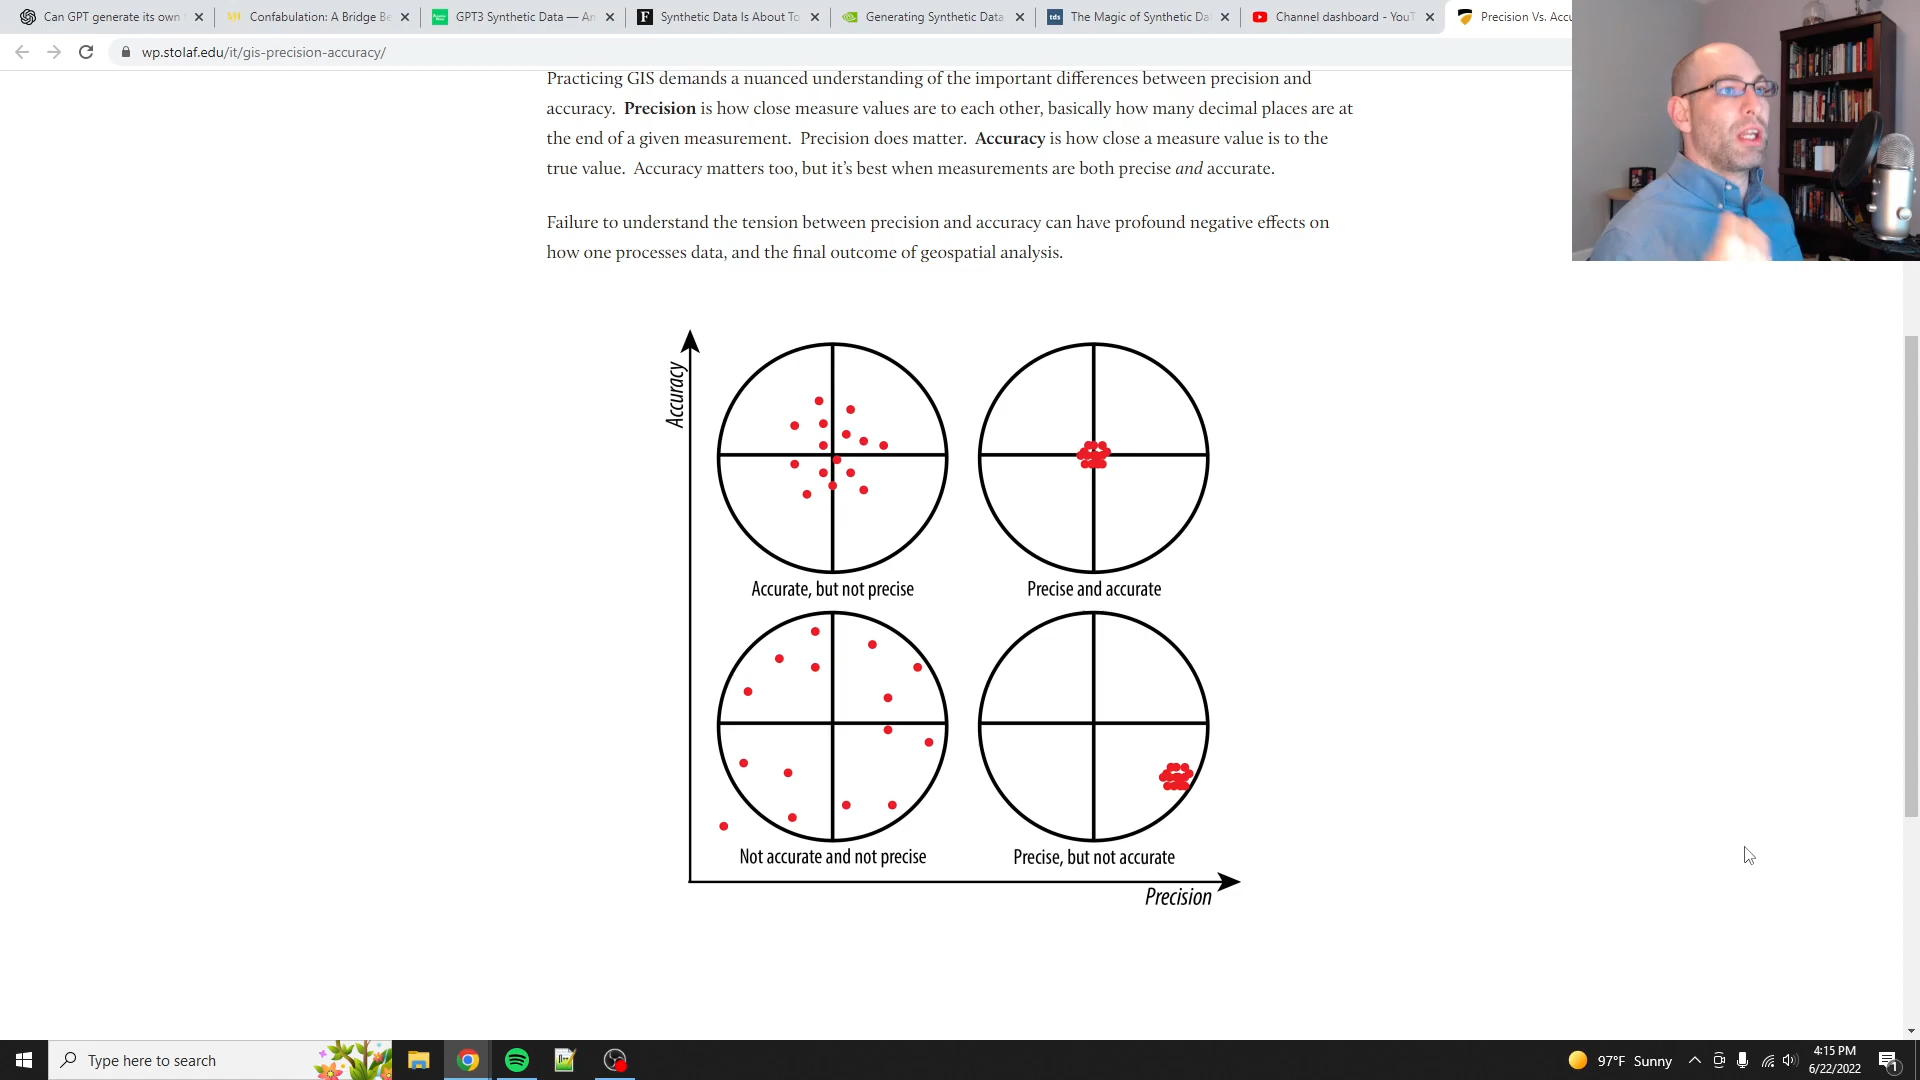 Can GPT generate its own
Confabulation: A Bridge Be
GPT3 Synthetic Data — An
Synthetic Data Is About To
Generating Synthetic Data
The Magic of Synthetic Da
Channel dashboard - YouT
Precision Vs. Accu
wp.stolaf.edu/it/gis-precision-accuracy/
Practicing GIS demands a nuanced understanding of the important differences between precision and
accuracy. Precision is how close measure values are to each other, basically how many decimal places are at
the end of a given measurement. Precision does matter. Accuracy is how close a measure value is to the
true value. Accuracy matters too, but it’s best when measurements are both precise and accurate.
Failure to understand the tension between precision and accuracy can have profound negative effects on
how one processes data, and the final outcome of geospatial analysis.
Accuracy
Accurate, but not precise
Precise and accurate
Not accurate and not precise
Precise, but not accurate
Precision
Type here to search
97°F Sunny
4:15 PM
6/22/2022
1